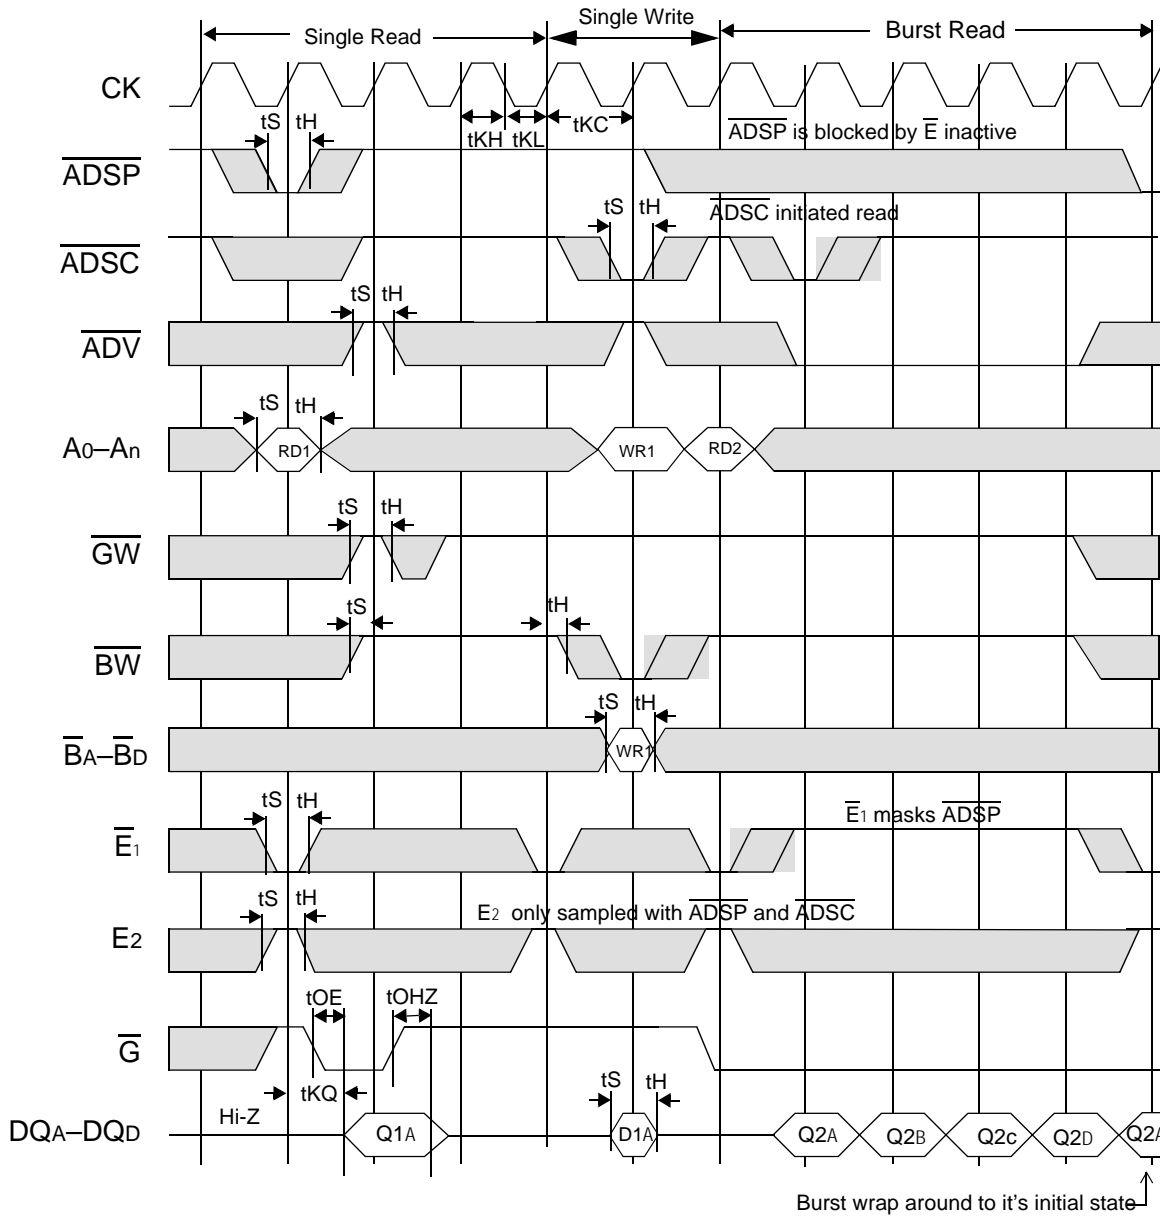 Single Read
Single Write
Burst Read
CK
tKH
tKL
tKC
tS
tH
ADSP is blocked by E inactive
ADSP
tS
tH
ADSC initiated read
ADSC
tS
tH
ADV
tS
tH
A0–An
RD1
WR1
RD2
tS
tH
GW
tS
tH
BW
tS
tH
BA–BD
WR1
tS
tH
E1 masks ADSP
E1
tS
tH
E2 only sampled with ADSP and ADSC
E2
tOE
tOHZ
G
tKQ
tS
tH
Hi-Z
DQA–DQD
Q1A
D1A
Q2A
Q2B
Q2c
Q2D
Q2A
Burst wrap around to it's initial state